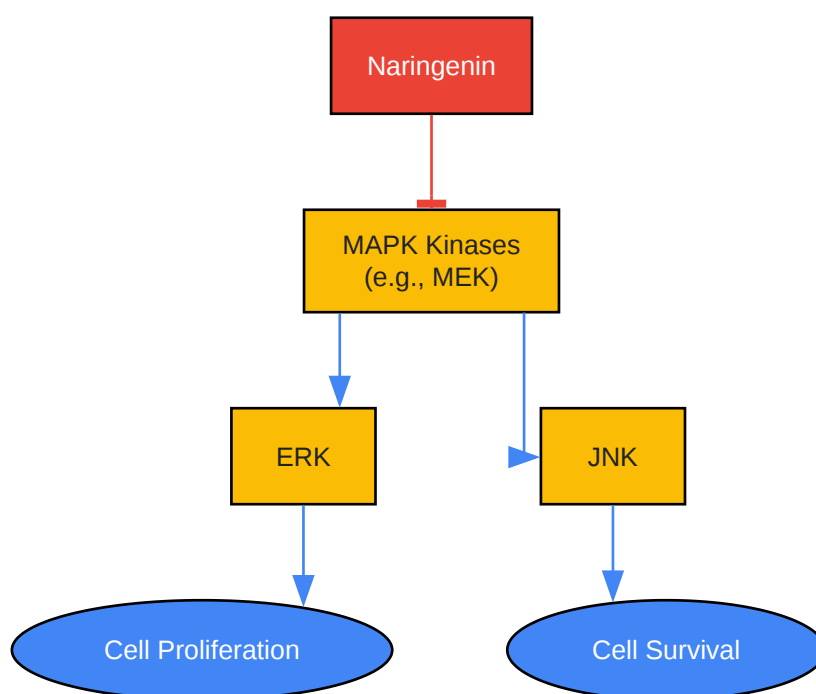 Naringenin
MAPK Kinases
(e.g., MEK)
ERK
JNK
Cell Proliferation
Cell Survival